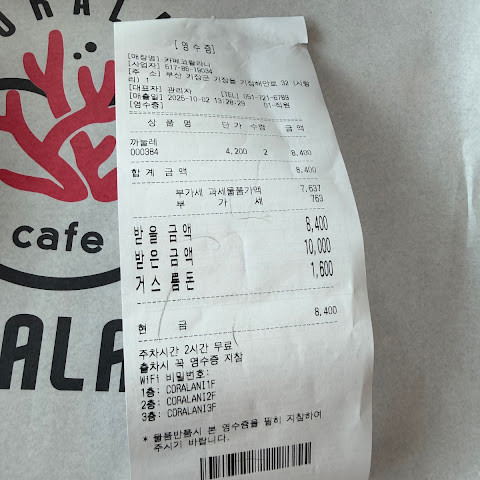 CORALANI
cafe
[영수증]
[매장명] 카페코랄라니
[사업자] 617-86-19034
[주 소] 부산 기장군 기장읍 기장해안로 32 (시랑
리) 1
[대표자] 관리자 [TEL] 051-721-6789
[매출일] 2025-10-02 13:28:29 01-직원
[영수증]
상 품 명 단 가 수량 금 액
까눌레
000384 4,200 2 8,400
합 계 금 액 8,400
부가세 과세물품가액 7,637
부 가 세 763
받 을 금 액 8,400
받 은 금 액 10,000
거 스 름 돈 1,600
현 금 8,400
주차시간 2시간 무료
출차시 꼭 영수증 지참
WiFi 비밀번호:
1층: CORALANI1F
2층: CORALANI2F
3층: CORALANI3F
* 물품반품시 본 영수증을 필히 지참하여
주시기 바랍니다.
ALA